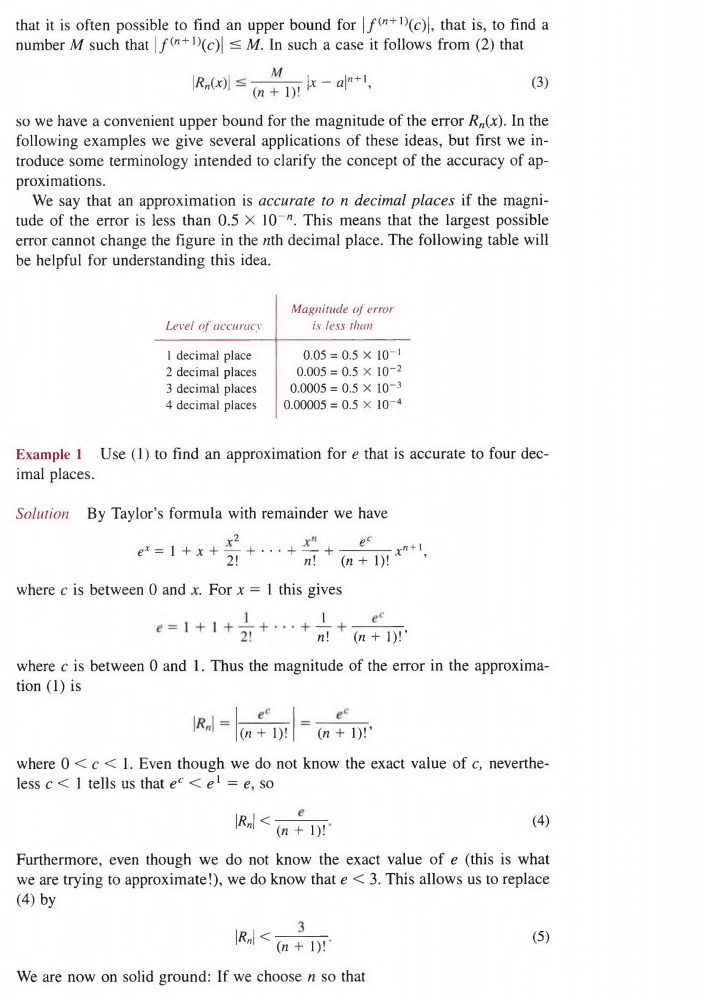 that it is often possible to find an upper bound for |f⁽ⁿ⁺¹⁾(c)|, that is, to find a
number M such that |f⁽ⁿ⁺¹⁾(c)| ≤ M. In such a case it follows from (2) that
|Rₙ(x)| ≤ M/(n + 1)! |x − a|ⁿ⁺¹, (3)
so we have a convenient upper bound for the magnitude of the error Rₙ(x). In the
following examples we give several applications of these ideas, but first we in-
troduce some terminology intended to clarify the concept of the accuracy of ap-
proximations.
We say that an approximation is accurate to n decimal places if the magni-
tude of the error is less than 0.5 × 10⁻ⁿ. This means that the largest possible
error cannot change the figure in the nth decimal place. The following table will
be helpful for understanding this idea.
Magnitude of error
Level of accuracy is less than
1 decimal place 0.05 = 0.5 × 10⁻¹
2 decimal places 0.005 = 0.5 × 10⁻²
3 decimal places 0.0005 = 0.5 × 10⁻³
4 decimal places 0.00005 = 0.5 × 10⁻⁴
Example 1 Use (1) to find an approximation for e that is accurate to four dec-
imal places.
Solution By Taylor's formula with remainder we have
eˣ = 1 + x + x²/2! + · · · + xⁿ/n! + eᶜ/(n + 1)! xⁿ⁺¹,
where c is between 0 and x. For x = 1 this gives
e = 1 + 1 + 1/2! + · · · + 1/n! + eᶜ/(n + 1)!,
where c is between 0 and 1. Thus the magnitude of the error in the approxima-
tion (1) is
|Rₙ| = |eᶜ/(n + 1)!| = eᶜ/(n + 1)!,
where 0 < c < 1. Even though we do not know the exact value of c, neverthe-
less c < 1 tells us that eᶜ < e¹ = e, so
|Rₙ| < e/(n + 1)!. (4)
Furthermore, even though we do not know the exact value of e (this is what
we are trying to approximate!), we do know that e < 3. This allows us to replace
(4) by
|Rₙ| < 3/(n + 1)!. (5)
We are now on solid ground: If we choose n so that